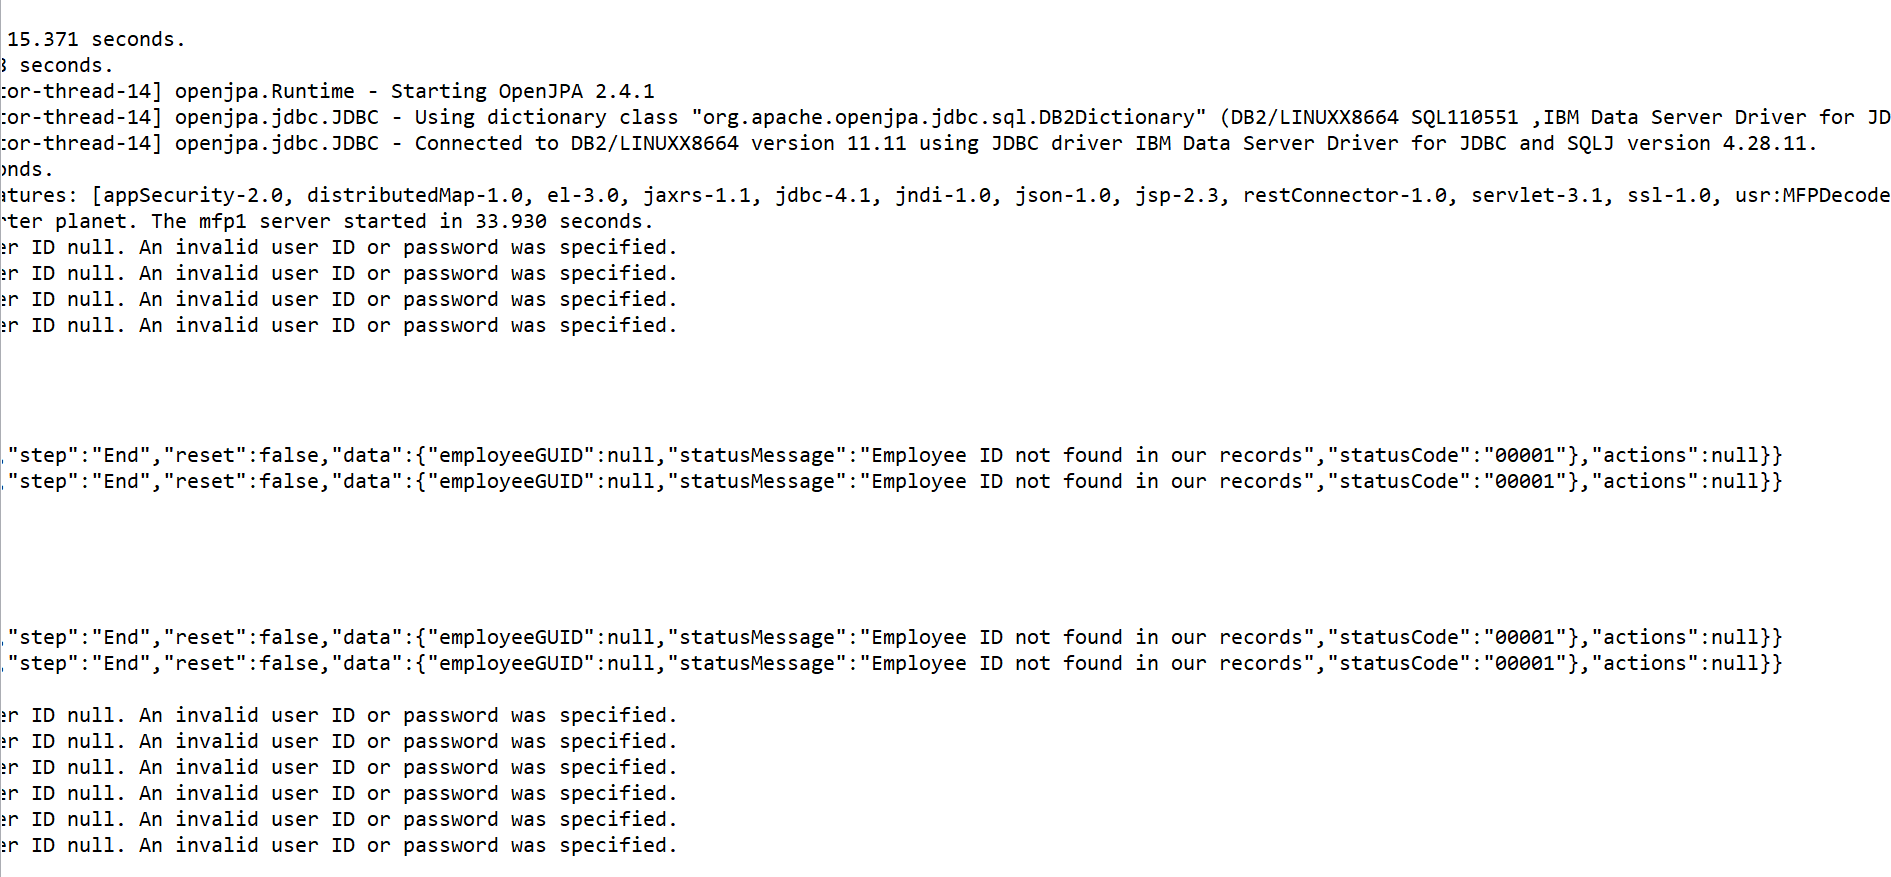 15.371 seconds.
seconds.
tor-thread-14] openjpa.Runtime - Starting OpenJPA 2.4.1
tor-thread-14] openjpa.jdbc.JDBC - Using dictionary class "org.apache.openjpa.jdbc.sql.DB2Dictionary" (DB2/LINUXX8664 SQL110551 ,IBM Data Server Driver for JD
tor-thread-14] openjpa.jdbc.JDBC - Connected to DB2/LINUXX8664 version 11.11 using JDBC driver IBM Data Server Driver for JDBC and SQLJ version 4.28.11.
onds.
atures: [appSecurity-2.0, distributedMap-1.0, el-3.0, jaxrs-1.1, jdbc-4.1, jndi-1.0, json-1.0, jsp-2.3, restConnector-1.0, servlet-3.1, ssl-1.0, usr:MFPDecode
rter planet. The mfp1 server started in 33.930 seconds.
er ID null. An invalid user ID or password was specified.
er ID null. An invalid user ID or password was specified.
er ID null. An invalid user ID or password was specified.
er ID null. An invalid user ID or password was specified.
,"step":"End","reset":false,"data":{"employeeGUID":null,"statusMessage":"Employee ID not found in our records","statusCode":"00001"},"actions":null}}
,"step":"End","reset":false,"data":{"employeeGUID":null,"statusMessage":"Employee ID not found in our records","statusCode":"00001"},"actions":null}}
,"step":"End","reset":false,"data":{"employeeGUID":null,"statusMessage":"Employee ID not found in our records","statusCode":"00001"},"actions":null}}
,"step":"End","reset":false,"data":{"employeeGUID":null,"statusMessage":"Employee ID not found in our records","statusCode":"00001"},"actions":null}}
er ID null. An invalid user ID or password was specified.
er ID null. An invalid user ID or password was specified.
er ID null. An invalid user ID or password was specified.
er ID null. An invalid user ID or password was specified.
er ID null. An invalid user ID or password was specified.
er ID null. An invalid user ID or password was specified.